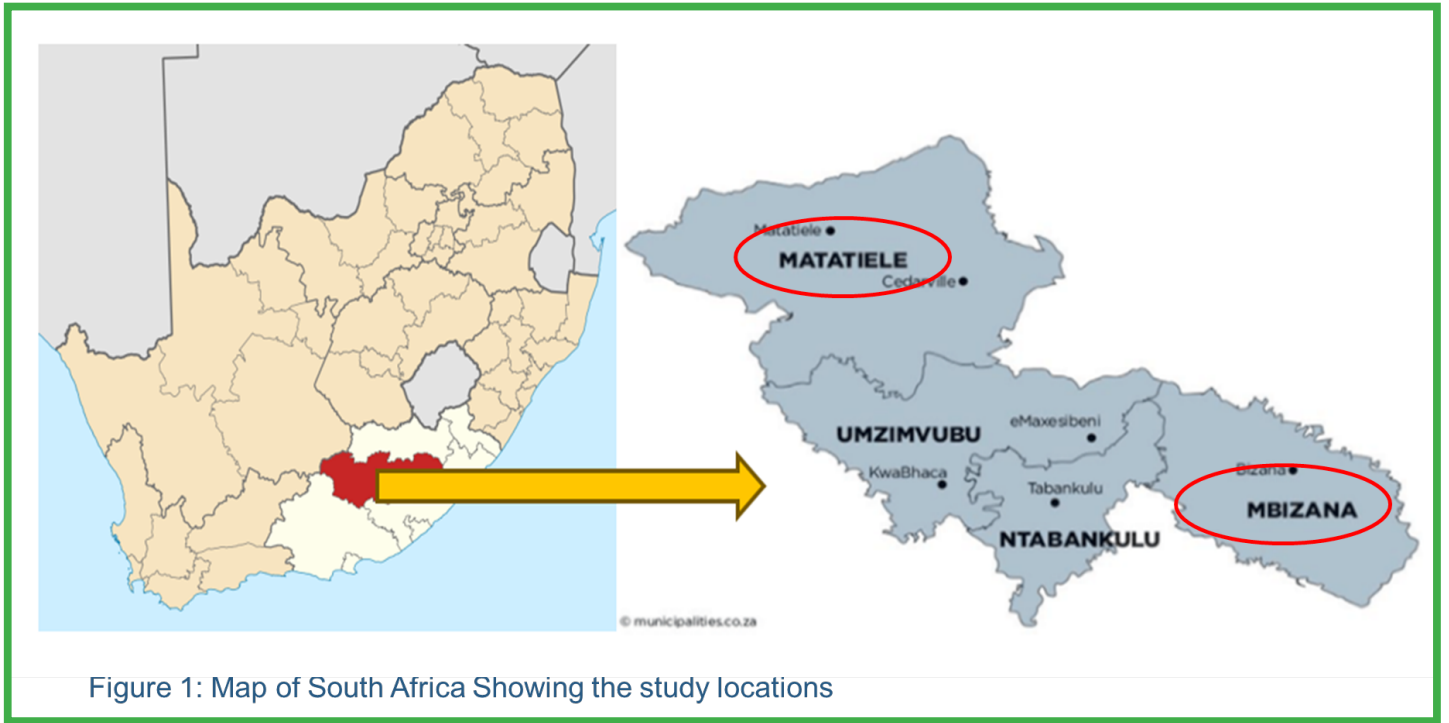 Matatiele
MATATIELE
Cedarville
UMZIMVUBU
eMaxesibeni
KwaBhaca
Tabankulu
NTABANKULU
Bizana
MBIZANA
© municipalities.co.za
Figure 1: Map of South Africa Showing the study locations